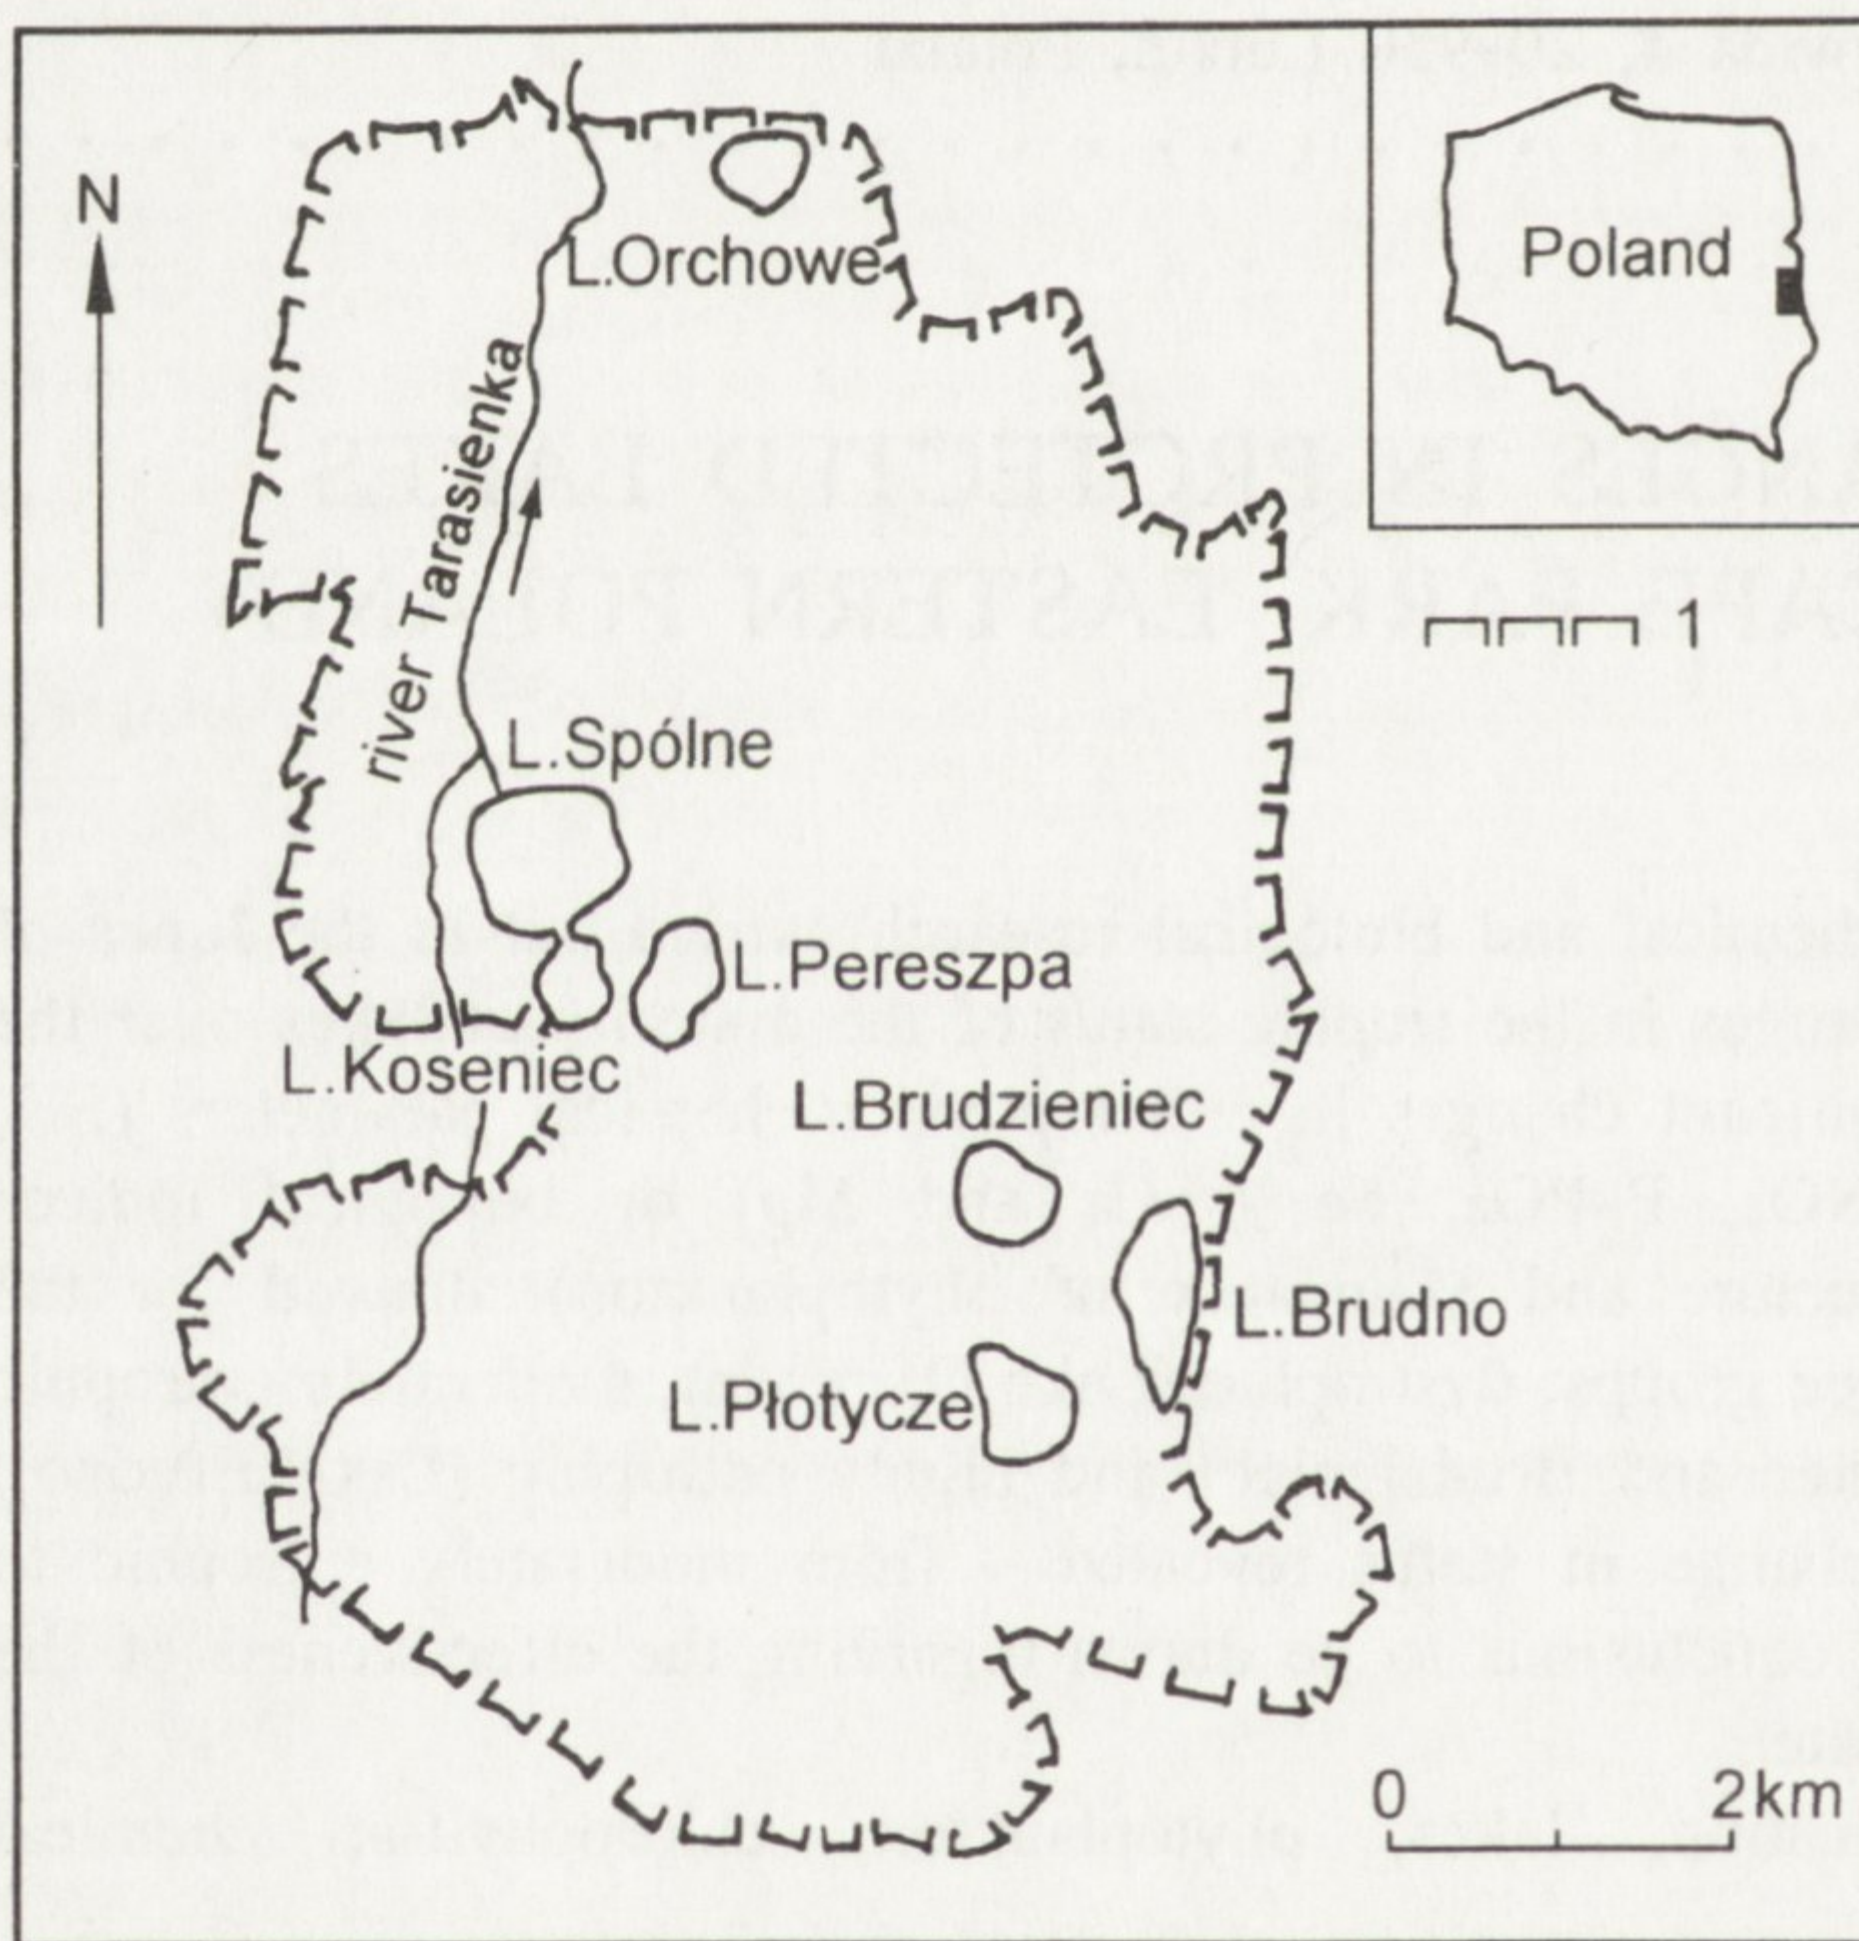 N
L.Orchowe
Poland
river Tarasienka
1
L.Spólne
L.Pereszpa
L.Koseniec
L.Brudzieniec
L.Brudno
L.Płotycze
0 2km